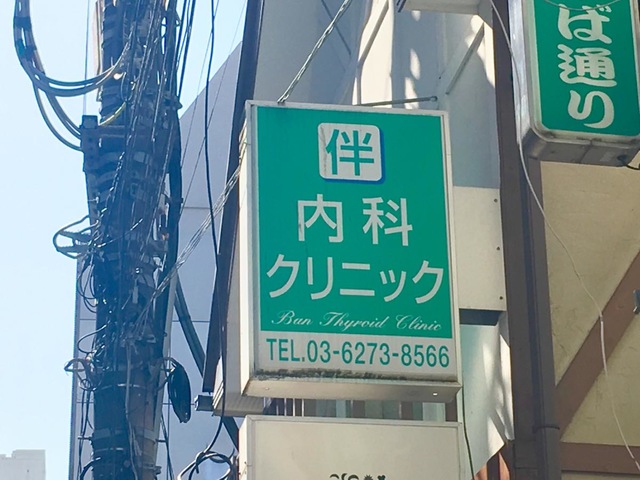 伴
内科
クリニック
Ban Thyroid Clinic
TEL.03-6273-8566
ば通り